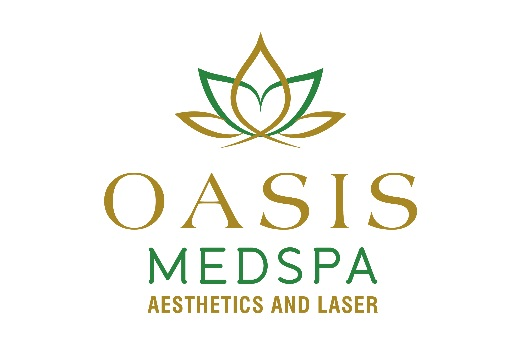 OASIS
MEDSPA
AESTHETICS AND LASER